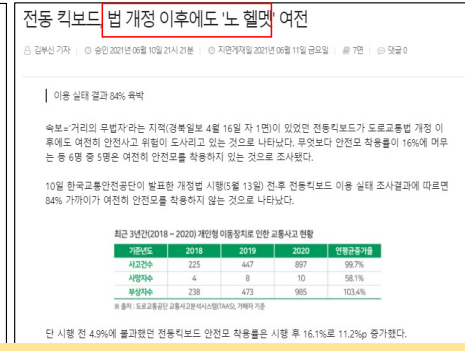 전동 킥보드, 법 개정 이후에도 '노 헬멧' 여전
김부신 기자 | 승인 2021년 06월 10일 21시 21분 | 지면게재일 2021년 06월 11일 금요일 | 7면 | 댓글 0
이용 실태 결과 84% 육박
속보='거리의 무법자'라는 지적(경북일보 4월 16일 자 1면)이 있었던 전동킥보드가 도로교통법 개정 이
후에도 여전히 안전사고 위험이 도사리고 있는 것으로 나타났다. 무엇보다 안전모 착용률이 16%에 머무
는 등 6명 중 5명은 여전히 안전모를 착용하지 있는 것으로 조사됐다.
10일 한국교통안전공단이 발표한 개정법 시행(5월 13일) 전·후 전동킥보드 이용 실태 조사결과에 따르면
84% 가까이가 여전히 안전모를 착용하지 않는 것으로 나타났다.
최근 3년간(2018 – 2020) 개인형 이동장치로 인한 교통사고 현황
기준년도 2018 2019 2020 연평균증가율
사고건수 225 447 897 99.7%
사망자수 4 8 10 58.1%
부상자수 238 473 985 103.4%
※ 출처 : 도로교통공단 교통사고분석시스템(TAAS), 가해자 기준
단 시행 전 4.9%에 불과했던 전동킥보드 안전모 착용률은 시행 후 16.1%로 11.2%p 증가했다.